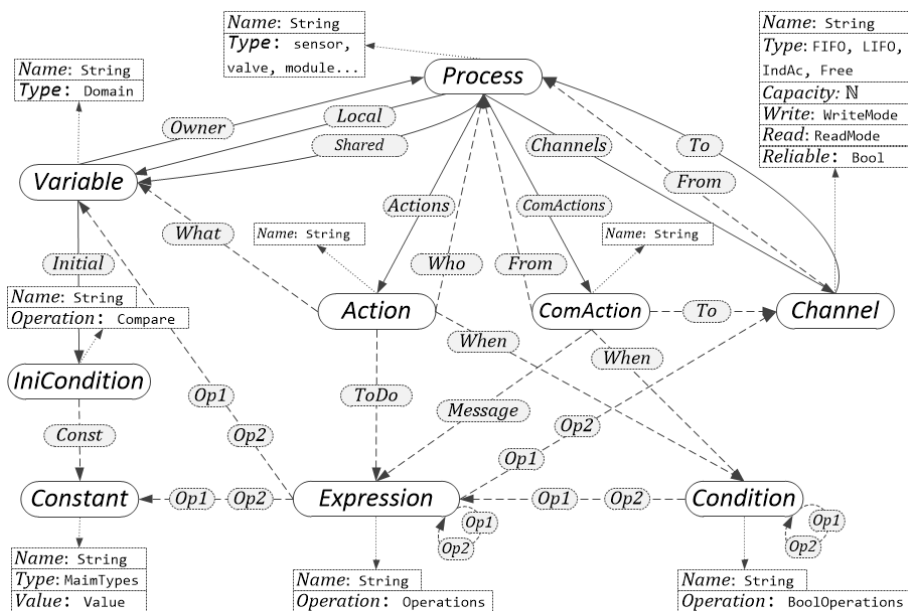 Name: String
Type: sensor,
valve, module...
Name: String
Type: FIFO, LIFO,
IndAc, Free
Capacity: ℕ
Write: WriteMode
Read: ReadMode
Reliable: Bool
Name: String
Type: Domain
Process
Owner
Local
Shared
Channels
To
Variable
From
Actions
ComActions
What
Name: String
Name: String
Initial
Who
From
Name: String
Operation: Compare
Action
ComAction
To
Channel
When
When
IniCondition
Op1
ToDo
Message
Const
Op2
Op2
Op1
Constant
Op1
Op2
Expression
Op1
Op2
Condition
Op1
Op2
Op1
Op2
Name: String
Type: MaimTypes
Value: Value
Name: String
Operation: Operations
Name: String
Operation: BoolOperations